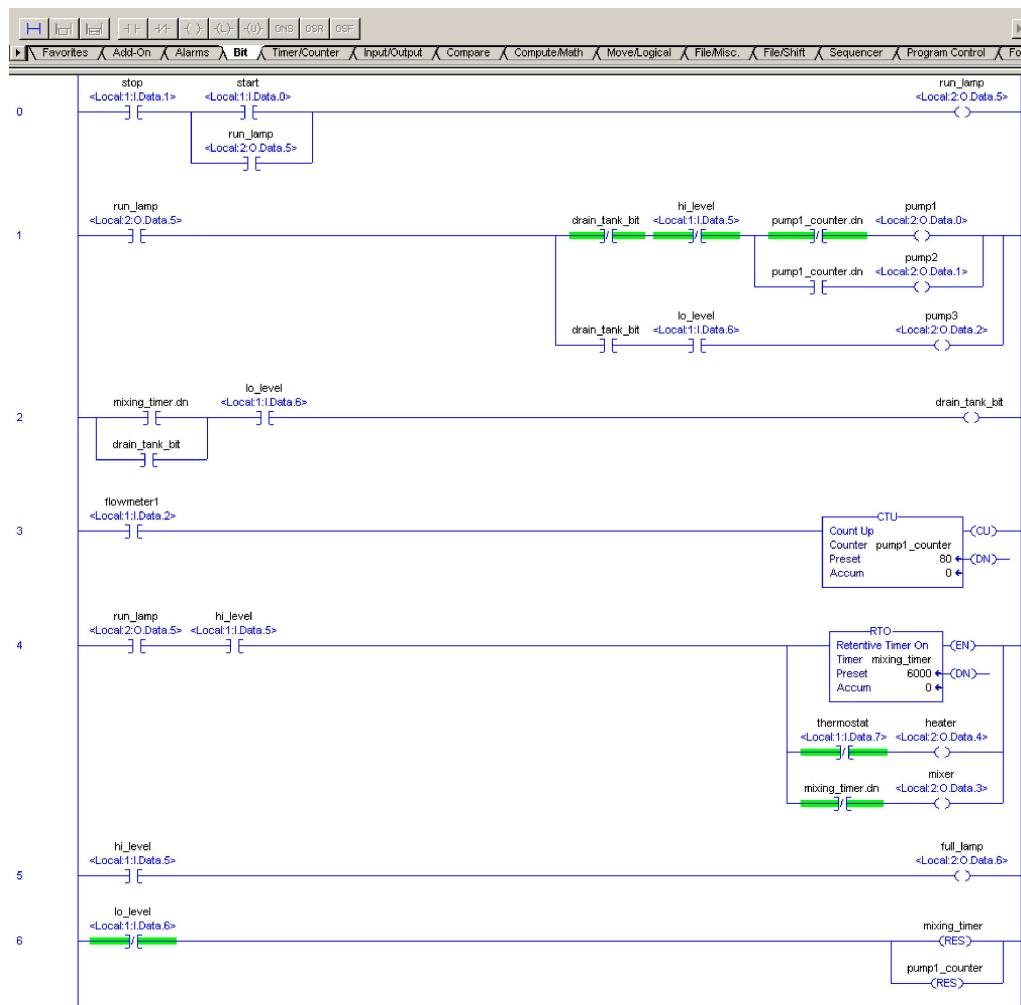 ONS OSR OSF
Favorites Add-On Alarms Bit Timer/Counter Input/Output Compare Compute/Math Move/Logical File/Misc. File/Shift Sequencer Program Control Fo
stop start run_lamp
<Local:1:I.Data.1> <Local:1:I.Data.0> <Local:2:O.Data.5>
0
run_lamp
<Local:2:O.Data.5>
run_lamp hi_level pump1
<Local:2:O.Data.5> drain_tank_bit <Local:1:I.Data.5> pump1_counter.dn <Local:2:O.Data.0>
1
pump2
pump1_counter.dn <Local:2:O.Data.1>
lo_level pump3
drain_tank_bit <Local:1:I.Data.6> <Local:2:O.Data.2>
lo_level
mixing_timer.dn <Local:1:I.Data.6> drain_tank_bit
2
drain_tank_bit
flowmeter1
<Local:1:I.Data.2>
CTU
3 Count Up (CU)
Counter pump1_counter
Preset 80 (DN)
Accum 0
run_lamp hi_level
<Local:2:O.Data.5> <Local:1:I.Data.5>
RTO
4 Retentive Timer On (EN)
Timer mixing_timer
Preset 6000 (DN)
Accum 0
thermostat heater
<Local:1:I.Data.7> <Local:2:O.Data.4>
mixer
mixing_timer.dn <Local:2:O.Data.3>
hi_level full_lamp
<Local:1:I.Data.5> <Local:2:O.Data.6>
5
lo_level
<Local:1:I.Data.6> mixing_timer
6 (RES)
pump1_counter
(RES)